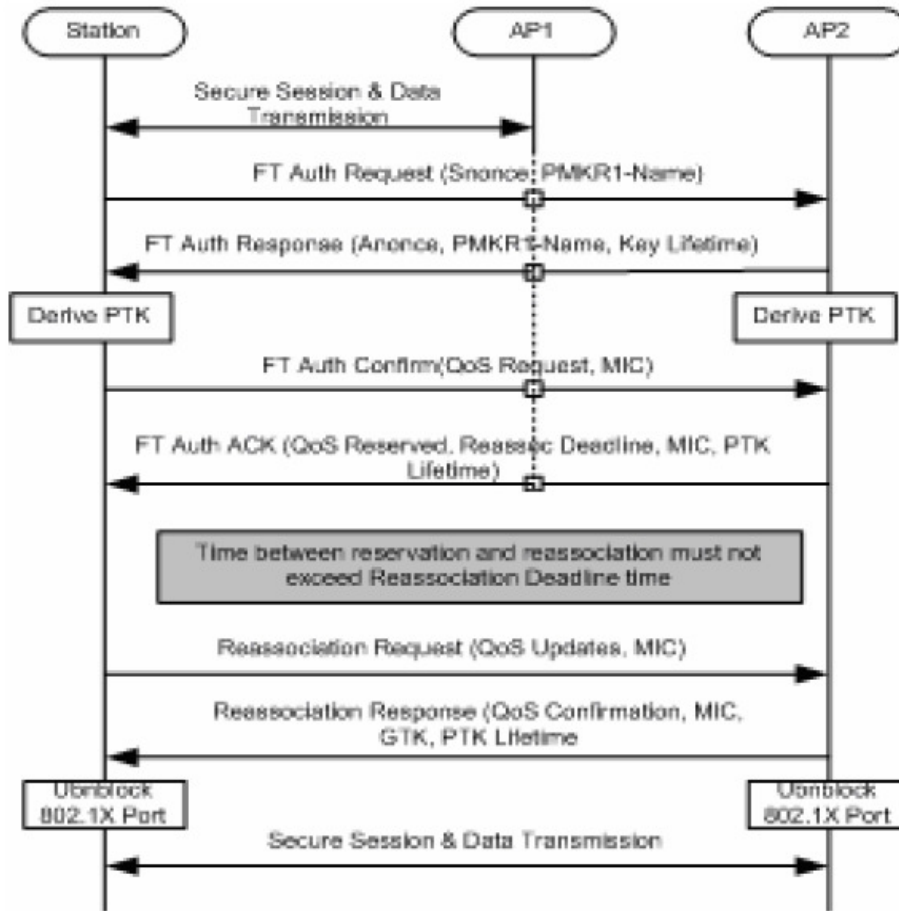 Station
AP1
AP2
Secure Session & Data
Transmission
FT Auth Request (Snonce, PMKR1-Name)
FT Auth Response (Anonce, PMKR1-Name, Key Lifetime)
Derive PTK
Derive PTK
FT Auth Confirm(QoS Request, MIC)
FT Auth ACK (QoS Reserved, Reassoc Deadline, MIC, PTK
Lifetime)
Time between reservation and reassociation must not
exceed Reassociation Deadline time
Reassociation Request (QoS Updates, MIC)
Reassociation Response (QoS Confirmation, MIC,
GTK, PTK Lifetime
Ubnblock
802.1X Port
Ubnblock
802.1X Port
Secure Session & Data Transmission